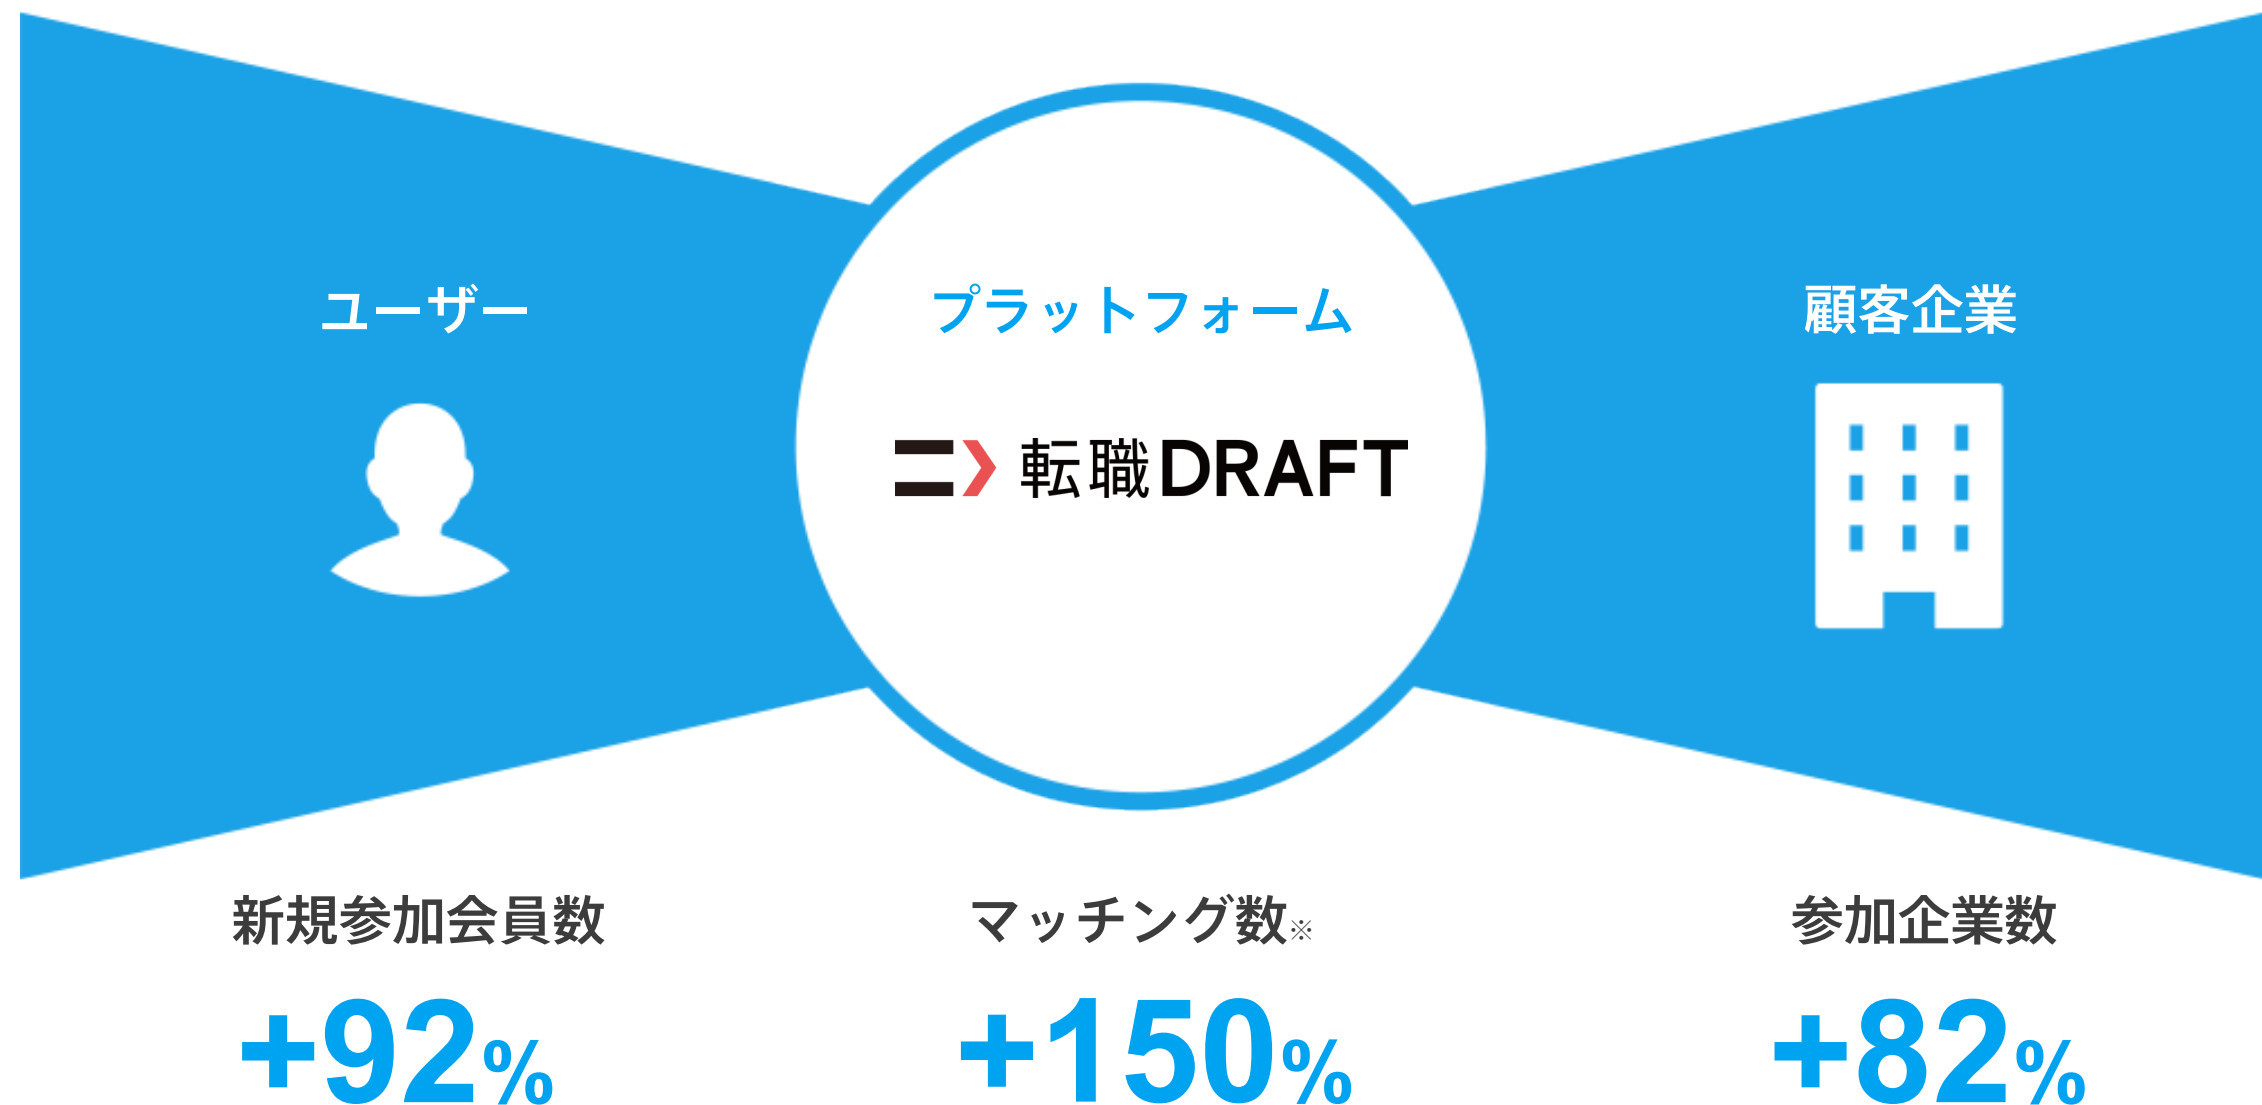 ユーザー
プラットフォーム
顧客企業
転職DRAFT
新規参加会員数
マッチング数※
参加企業数
+92%
+150%
+82%